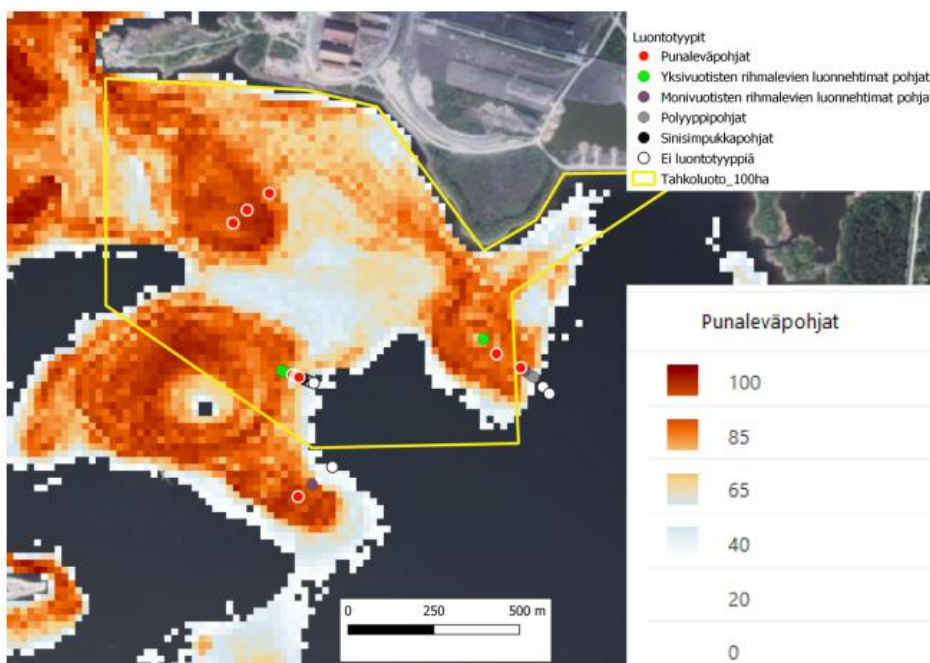 Luontotyypit
Punaleväpohjat
Yksivuotisten rihmalevien luonnehtimat pohjat
Monivuotisten rihmalevien luonnehtimat pohjat
Polyyppipohjat
Sinisimpukkapohjat
Ei luontotyyppiä
Tahkoluoto_100ha
Punaleväpohjat
100
85
65
40
20
0
0 250 500 m